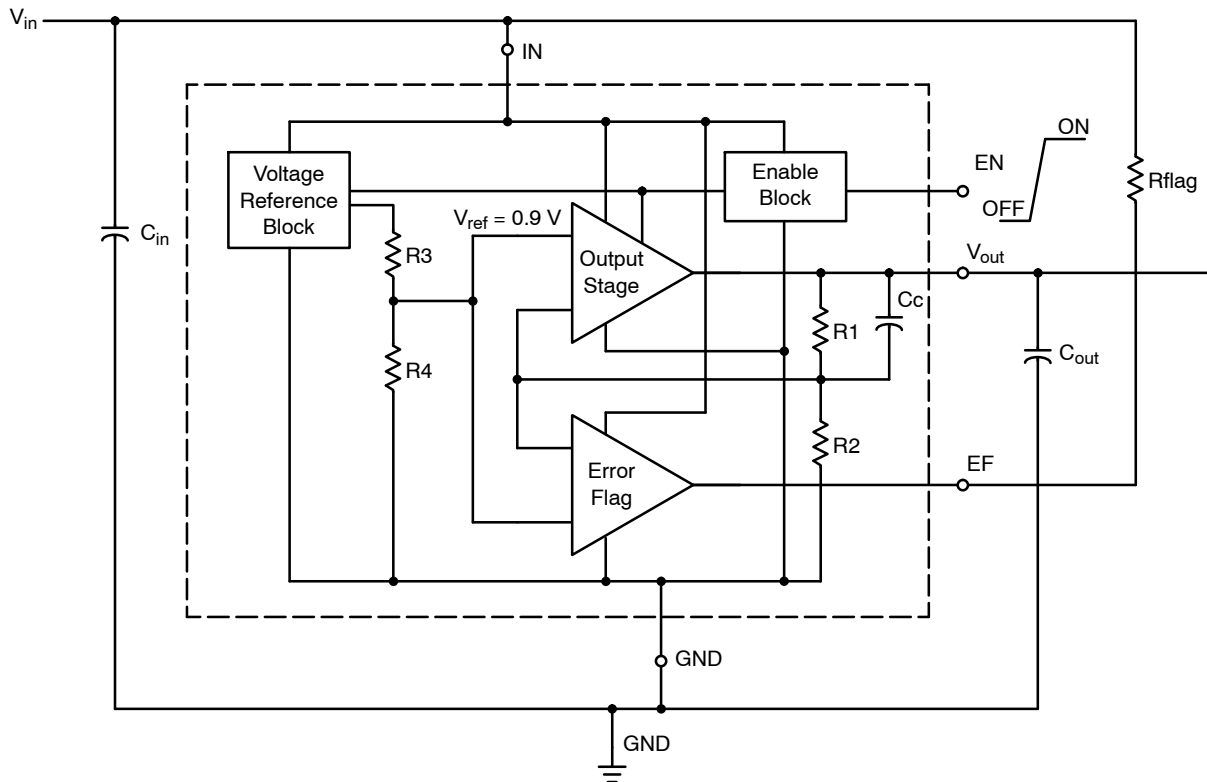 Vin
IN
ON
Voltage
Reference
Block
Enable
Block
EN
OFF
Rflag
Cin
Vref = 0.9 V
R3
Output
Stage
Vout
Cc
R1
R4
Cout
R2
Error
Flag
EF
GND
GND